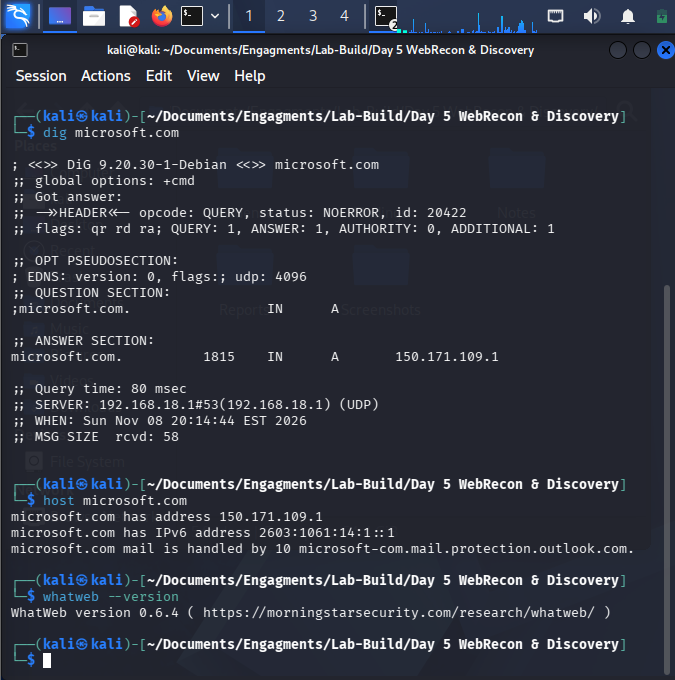 1 2 3 4
2
kali@kali: ~/Documents/Engagments/Lab-Build/Day 5 WebRecon & Discovery
Session Actions Edit View Help
┌──(kali㉿kali)-[~/Documents/Engagments/Lab-Build/Day 5 WebRecon & Discovery]
└─$ dig microsoft.com
; <<>> DiG 9.20.30-1-Debian <<>> microsoft.com
;; global options: +cmd
;; Got answer:
;; ->>HEADER<<- opcode: QUERY, status: NOERROR, id: 20422
;; flags: qr rd ra; QUERY: 1, ANSWER: 1, AUTHORITY: 0, ADDITIONAL: 1
;; OPT PSEUDOSECTION:
; EDNS: version: 0, flags:; udp: 4096
;; QUESTION SECTION:
;microsoft.com. IN A
;; ANSWER SECTION:
microsoft.com. 1815 IN A 150.171.109.1
;; Query time: 80 msec
;; SERVER: 192.168.18.1#53(192.168.18.1) (UDP)
;; WHEN: Sun Nov 08 20:14:44 EST 2026
;; MSG SIZE rcvd: 58
┌──(kali㉿kali)-[~/Documents/Engagments/Lab-Build/Day 5 WebRecon & Discovery]
└─$ host microsoft.com
microsoft.com has address 150.171.109.1
microsoft.com has IPv6 address 2603:1061:14:1::1
microsoft.com mail is handled by 10 microsoft-com.mail.protection.outlook.com.
┌──(kali㉿kali)-[~/Documents/Engagments/Lab-Build/Day 5 WebRecon & Discovery]
└─$ whatweb --version
WhatWeb version 0.6.4 ( https://morningstarsecurity.com/research/whatweb/ )
┌──(kali㉿kali)-[~/Documents/Engagments/Lab-Build/Day 5 WebRecon & Discovery]
└─$
Places
Notes
Recent
Reports
Screenshots
Music
File System